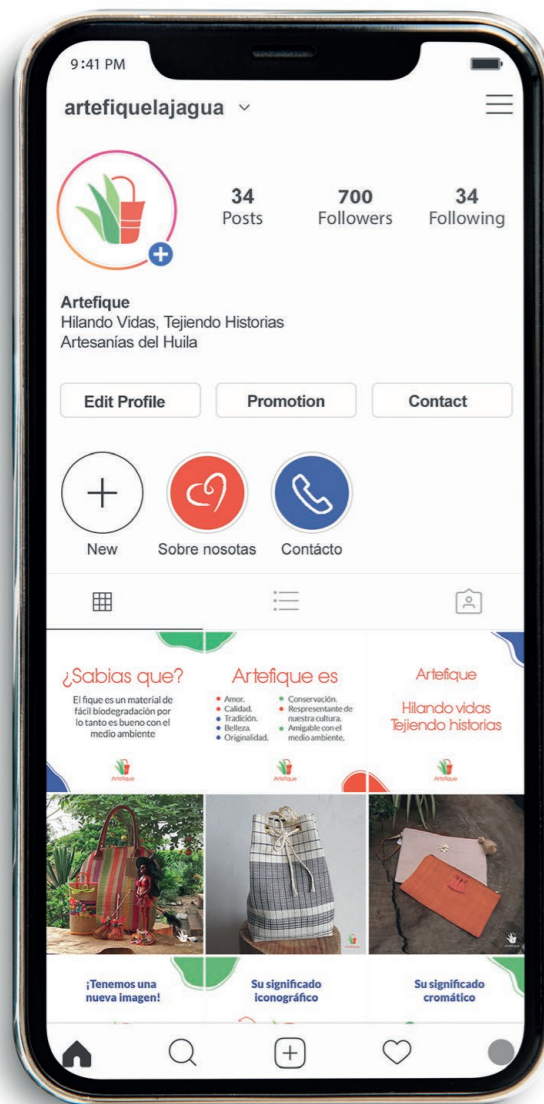 9:41 PM
artefiquelajagua
34
Posts
700
Followers
34
Following
Artefique
Hilando Vidas, Tejiendo Historias
Artesanías del Huila
Edit Profile
Promotion
Contact
New
Sobre nosotas
Contácto
¿Sabias que?
El fique es un material de
fácil biodegradación por
lo tanto es bueno con el
medio ambiente
Artefique
Artefique es
Amor.
Calidad.
Tradición.
Belleza.
Originalidad.
Conservación.
Respresentante de
nuestra cultura.
Amigable con el
medio ambiente.
Artefique
Artefique
Hilando vidas
Tejiendo historias
Artefique
¡Tenemos una
nueva imagen!
Su significado
iconográfico
Su significado
cromático